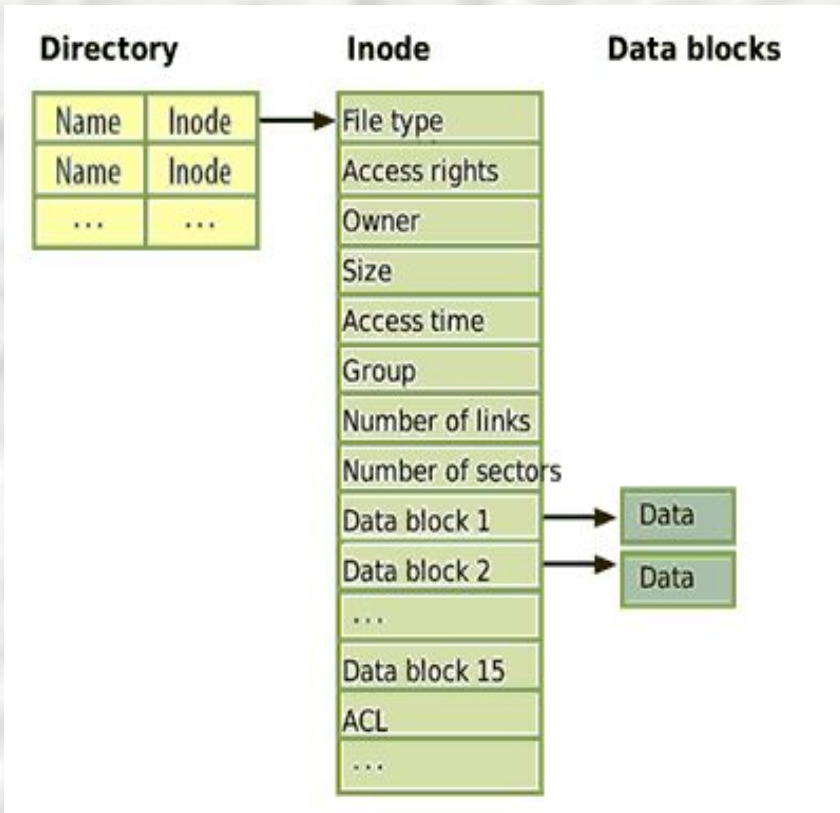 Directory
Inode
Data blocks
Name Inode
Name Inode
... ...
File type
Access rights
Owner
Size
Access time
Group
Number of links
Number of sectors
Data block 1
Data block 2
...
Data block 15
ACL
...
Data
Data